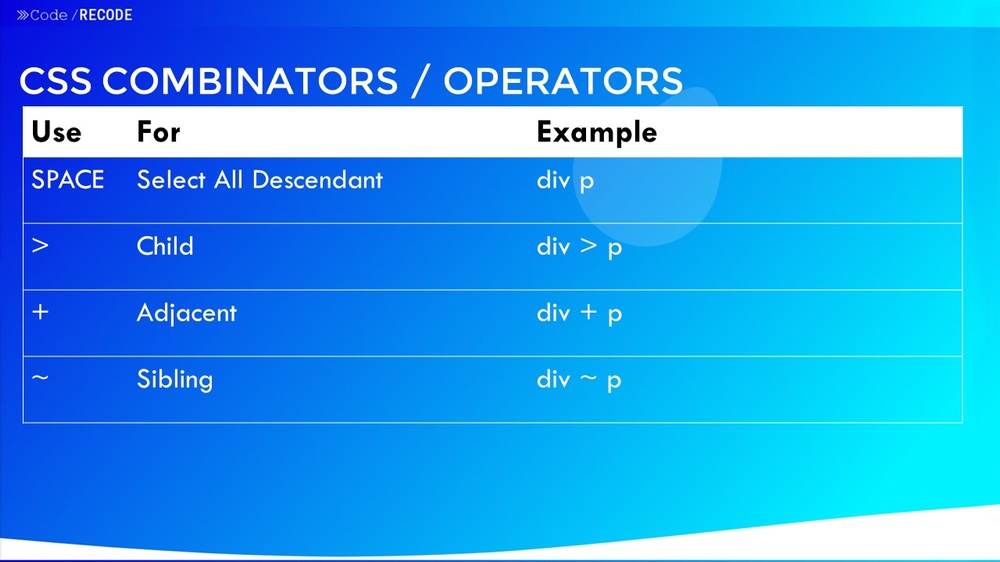 Code /RECODE
CSS COMBINATORS / OPERATORS
Use For Example
SPACE Select All Descendant div p
> Child div > p
+ Adjacent div + p
~ Sibling div ~ p